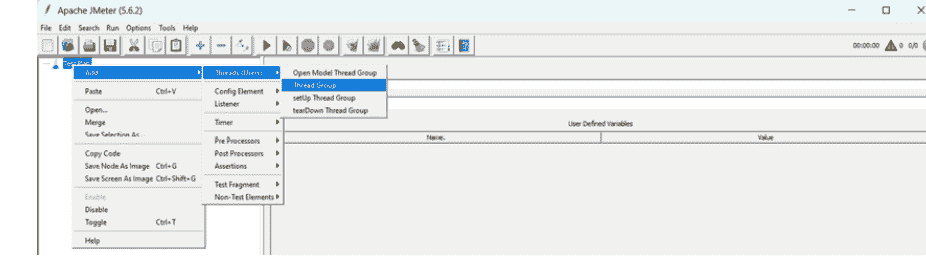 Apache JMeter (5.6.2)
File Edit Search Run Options Tools Help
00:00:00 0 0/0
Add
Threads (Users)
Open Model Thread Group
Thread Group
setUp Thread Group
tearDown Thread Group
Paste Ctrl+V
Config Element
Listener
Open...
Merge
Timer
Save Selection As...
Pre Processors
Copy Code
Post Processors
Save Node As Image Ctrl+G
Assertions
Save Screen As Image Ctrl+Shift+G
Test Fragment
Enable
Non-Test Elements
Disable
Toggle Ctrl+T
Help
User Defined Variables
Name: Value